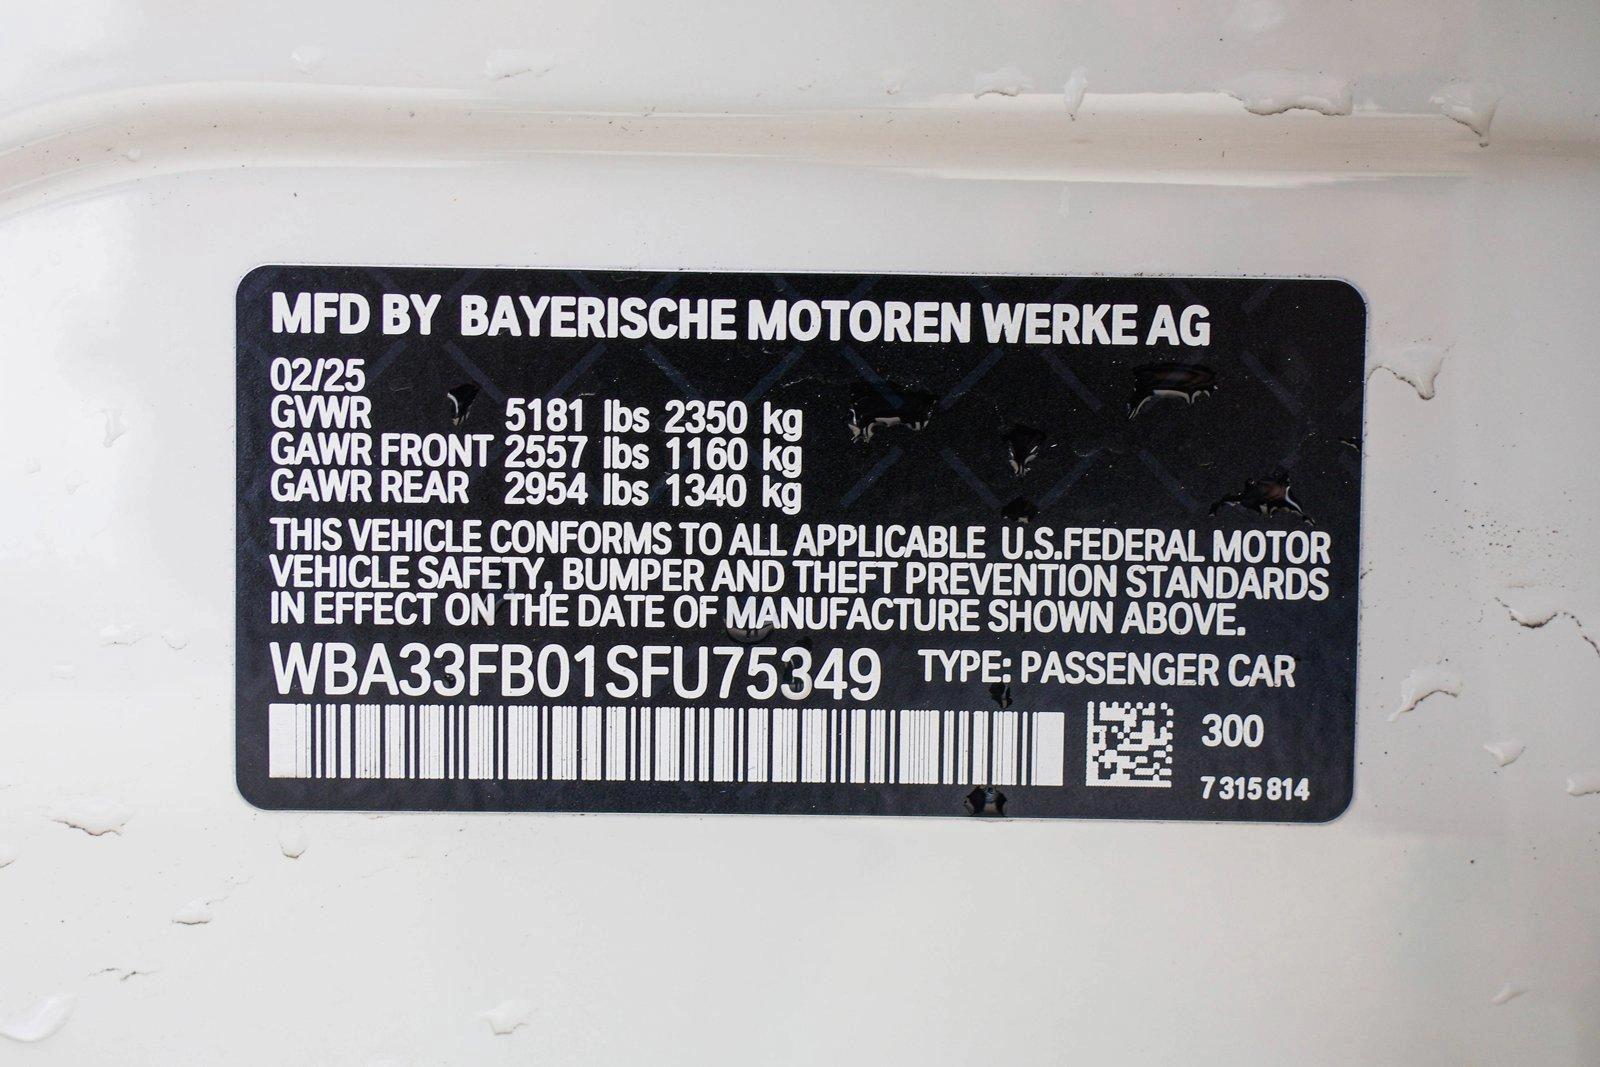 MFD BY BAYERISCHE MOTOREN WERKE AG
02/25
GVWR 5181 lbs 2350 kg
GAWR FRONT 2557 lbs 1160 kg
GAWR REAR 2954 lbs 1340 kg
THIS VEHICLE CONFORMS TO ALL APPLICABLE U.S.FEDERAL MOTOR
VEHICLE SAFETY, BUMPER AND THEFT PREVENTION STANDARDS
IN EFFECT ON THE DATE OF MANUFACTURE SHOWN ABOVE.
WBA33FB01SFU75349 TYPE: PASSENGER CAR
300
7 315 814